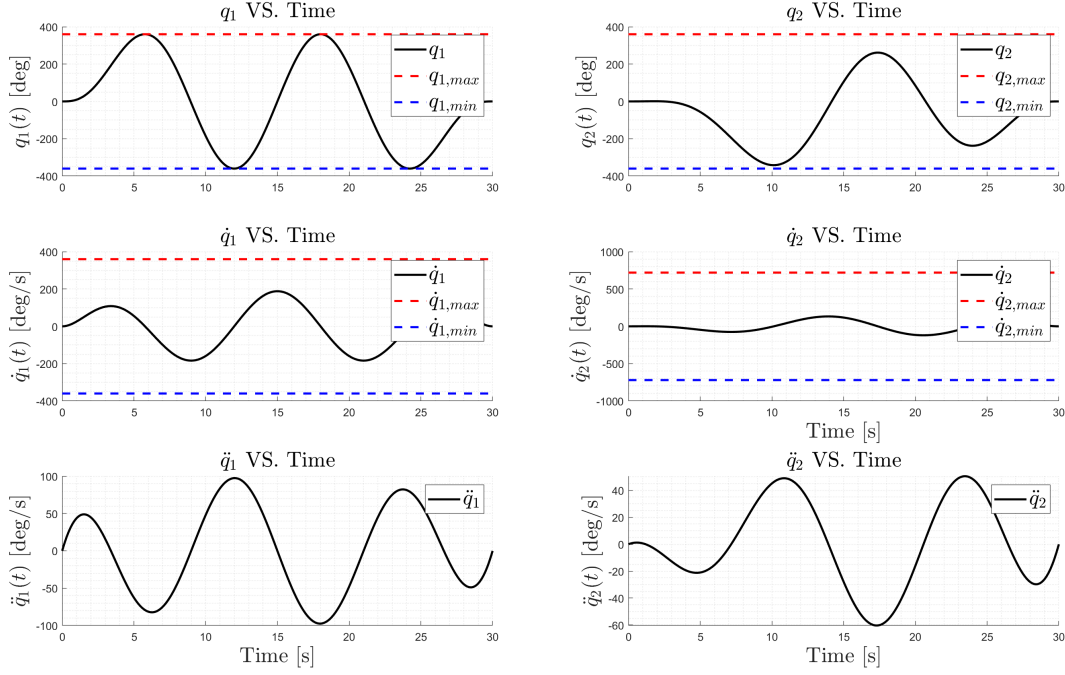 q₁ VS. Time
q₁(t) [deg]
400
200
0
-200
-400
0 5 10 15 20 25 30
q₁
q₁,max
q₁,min
q₂ VS. Time
q₂(t) [deg]
400
200
0
-200
-400
0 5 10 15 20 25 30
q₂
q₂,max
q₂,min
q̇₁ VS. Time
q̇₁(t) [deg/s]
400
200
0
-200
-400
0 5 10 15 20 25 30
q̇₁
q̇₁,max
q̇₁,min
q̇₂ VS. Time
q̇₂(t) [deg/s]
1000
500
0
-500
-1000
0 5 10 15 20 25 30
Time [s]
q̇₂
q̇₂,max
q̇₂,min
q̈₁ VS. Time
q̈₁(t) [deg/s]
100
50
0
-50
-100
0 5 10 15 20 25 30
Time [s]
q̈₁
q̈₂ VS. Time
q̈₂(t) [deg/s]
40
20
0
-20
-40
-60
0 5 10 15 20 25 30
Time [s]
q̈₂